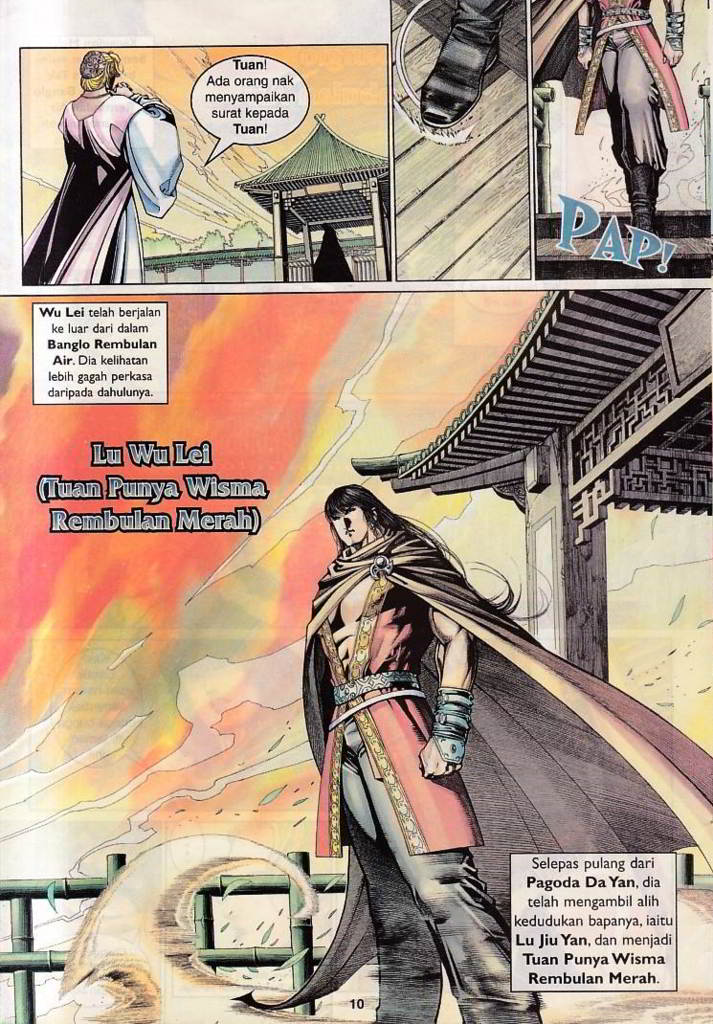 Tuan!
Ada orang nak
menyampaikan
surat kepada
Tuan!
PAP!
Wu Lei telah berjalan
ke luar dari dalam
Banglo Rembulan
Air. Dia kelihatan
lebih gagah perkasa
daripada dahulunya.
Lu Wu Lei
(Tuan Punya Wisma
Rembulan Merah)
Selepas pulang dari
Pagoda Da Yan, dia
telah mengambil alih
kedudukan bapanya, iaitu
Lu Jiu Yan, dan menjadi
Tuan Punya Wisma
Rembulan Merah.
10